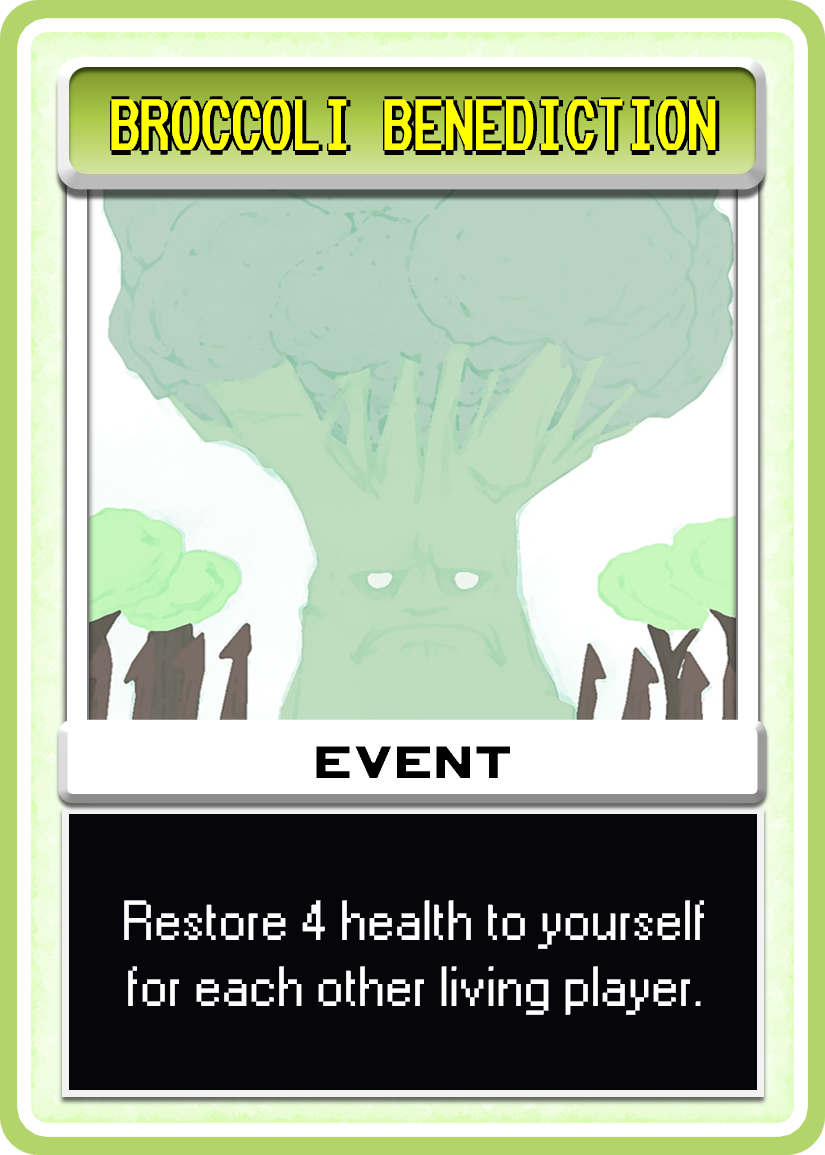 BROCCOLI BENEDICTION
EVENT
Restore 4 health to yourself
for each other living player.